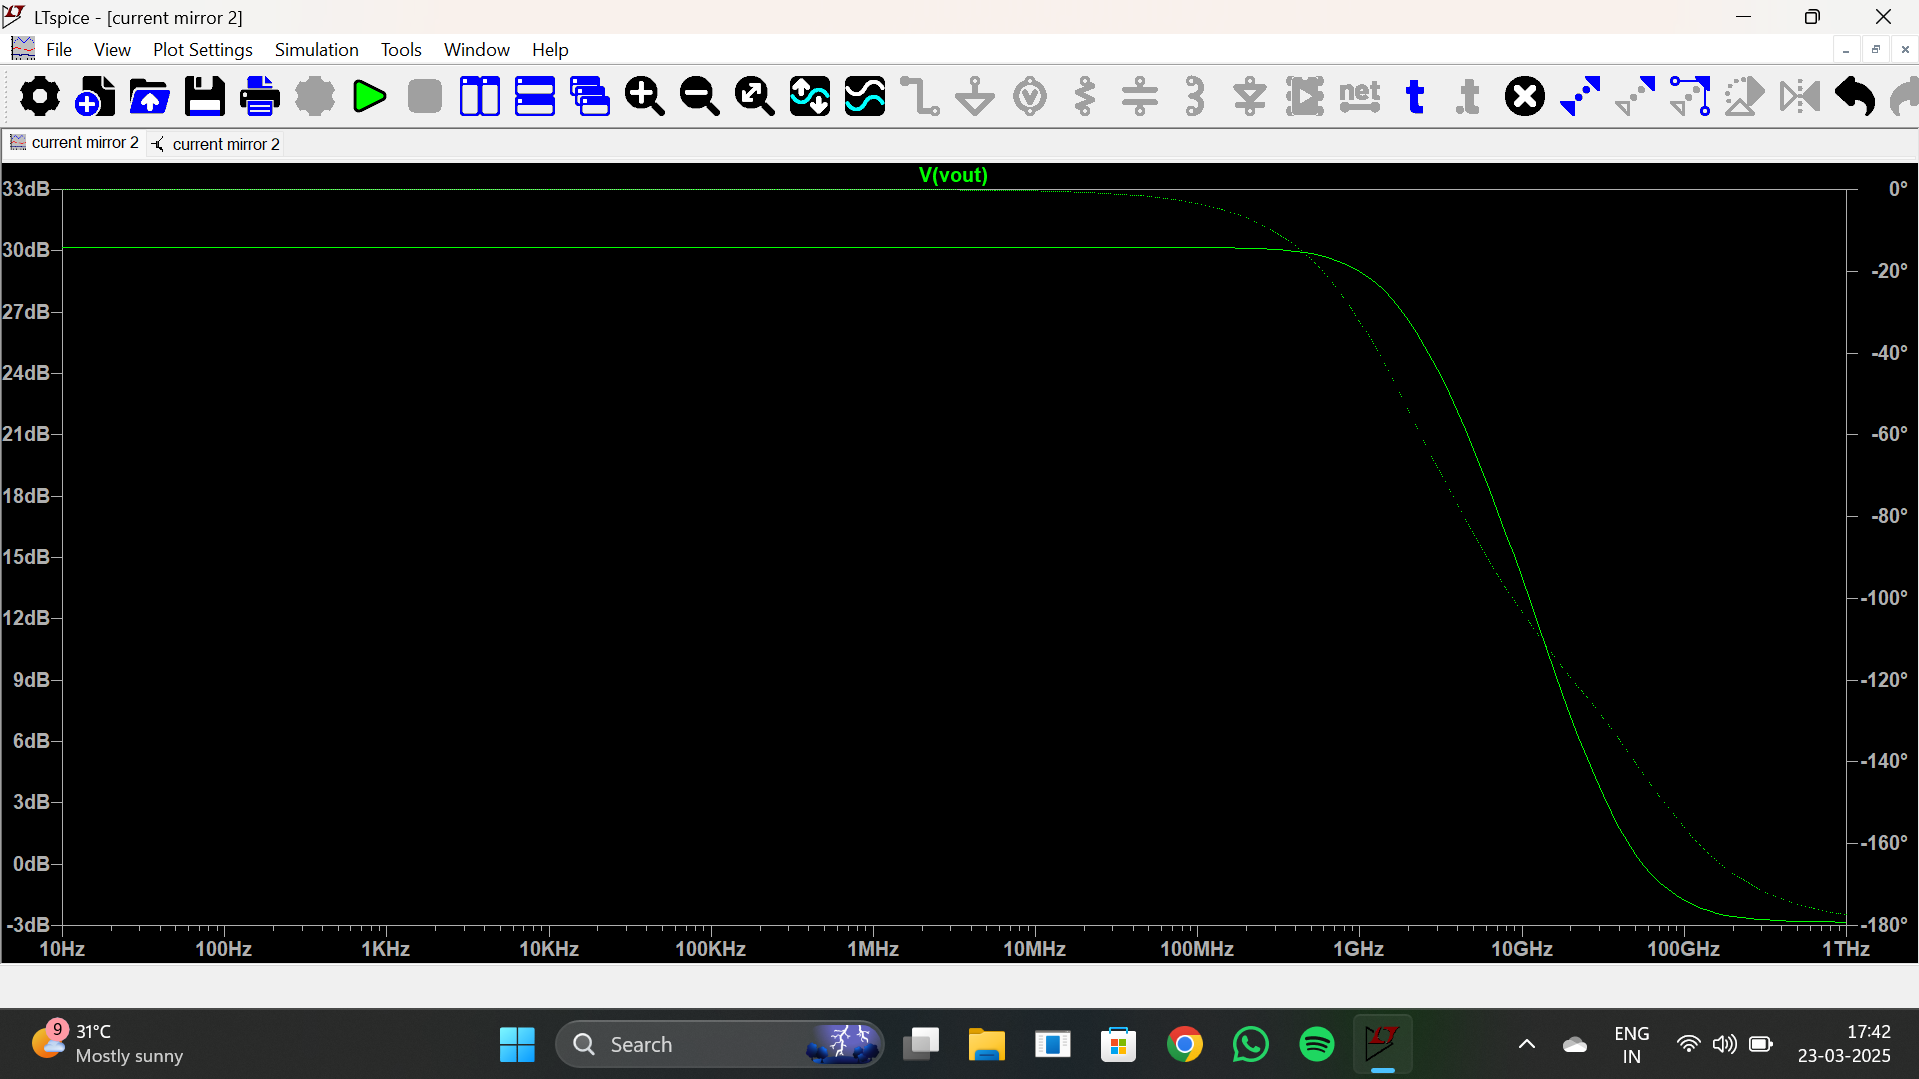 LTspice - [current mirror 2]
File View Plot Settings Simulation Tools Window Help
net t .t
current mirror 2 current mirror 2
V(vout)
33dB 0°
30dB
-20°
27dB
-40°
24dB
21dB -60°
18dB
-80°
15dB
-100°
12dB
9dB -120°
6dB
-140°
3dB
-160°
0dB
-3dB -180°
10Hz 100Hz 1KHz 10KHz 100KHz 1MHz 10MHz 100MHz 1GHz 10GHz 100GHz 1THz
9 31°C
Mostly sunny
Search
LT
ENG
IN
17:42
23-03-2025